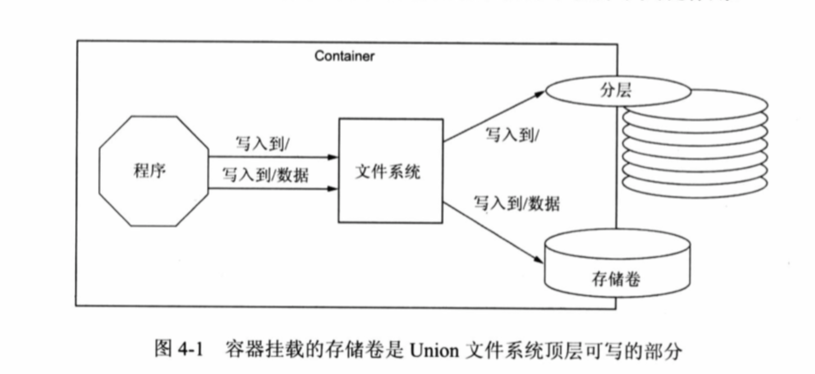 Container
分层
写入到/
写入到/
程序
写入到/数据
文件系统
写入到/数据
存储卷
图 4-1 容器挂载的存储卷是 Union 文件系统顶层可写的部分